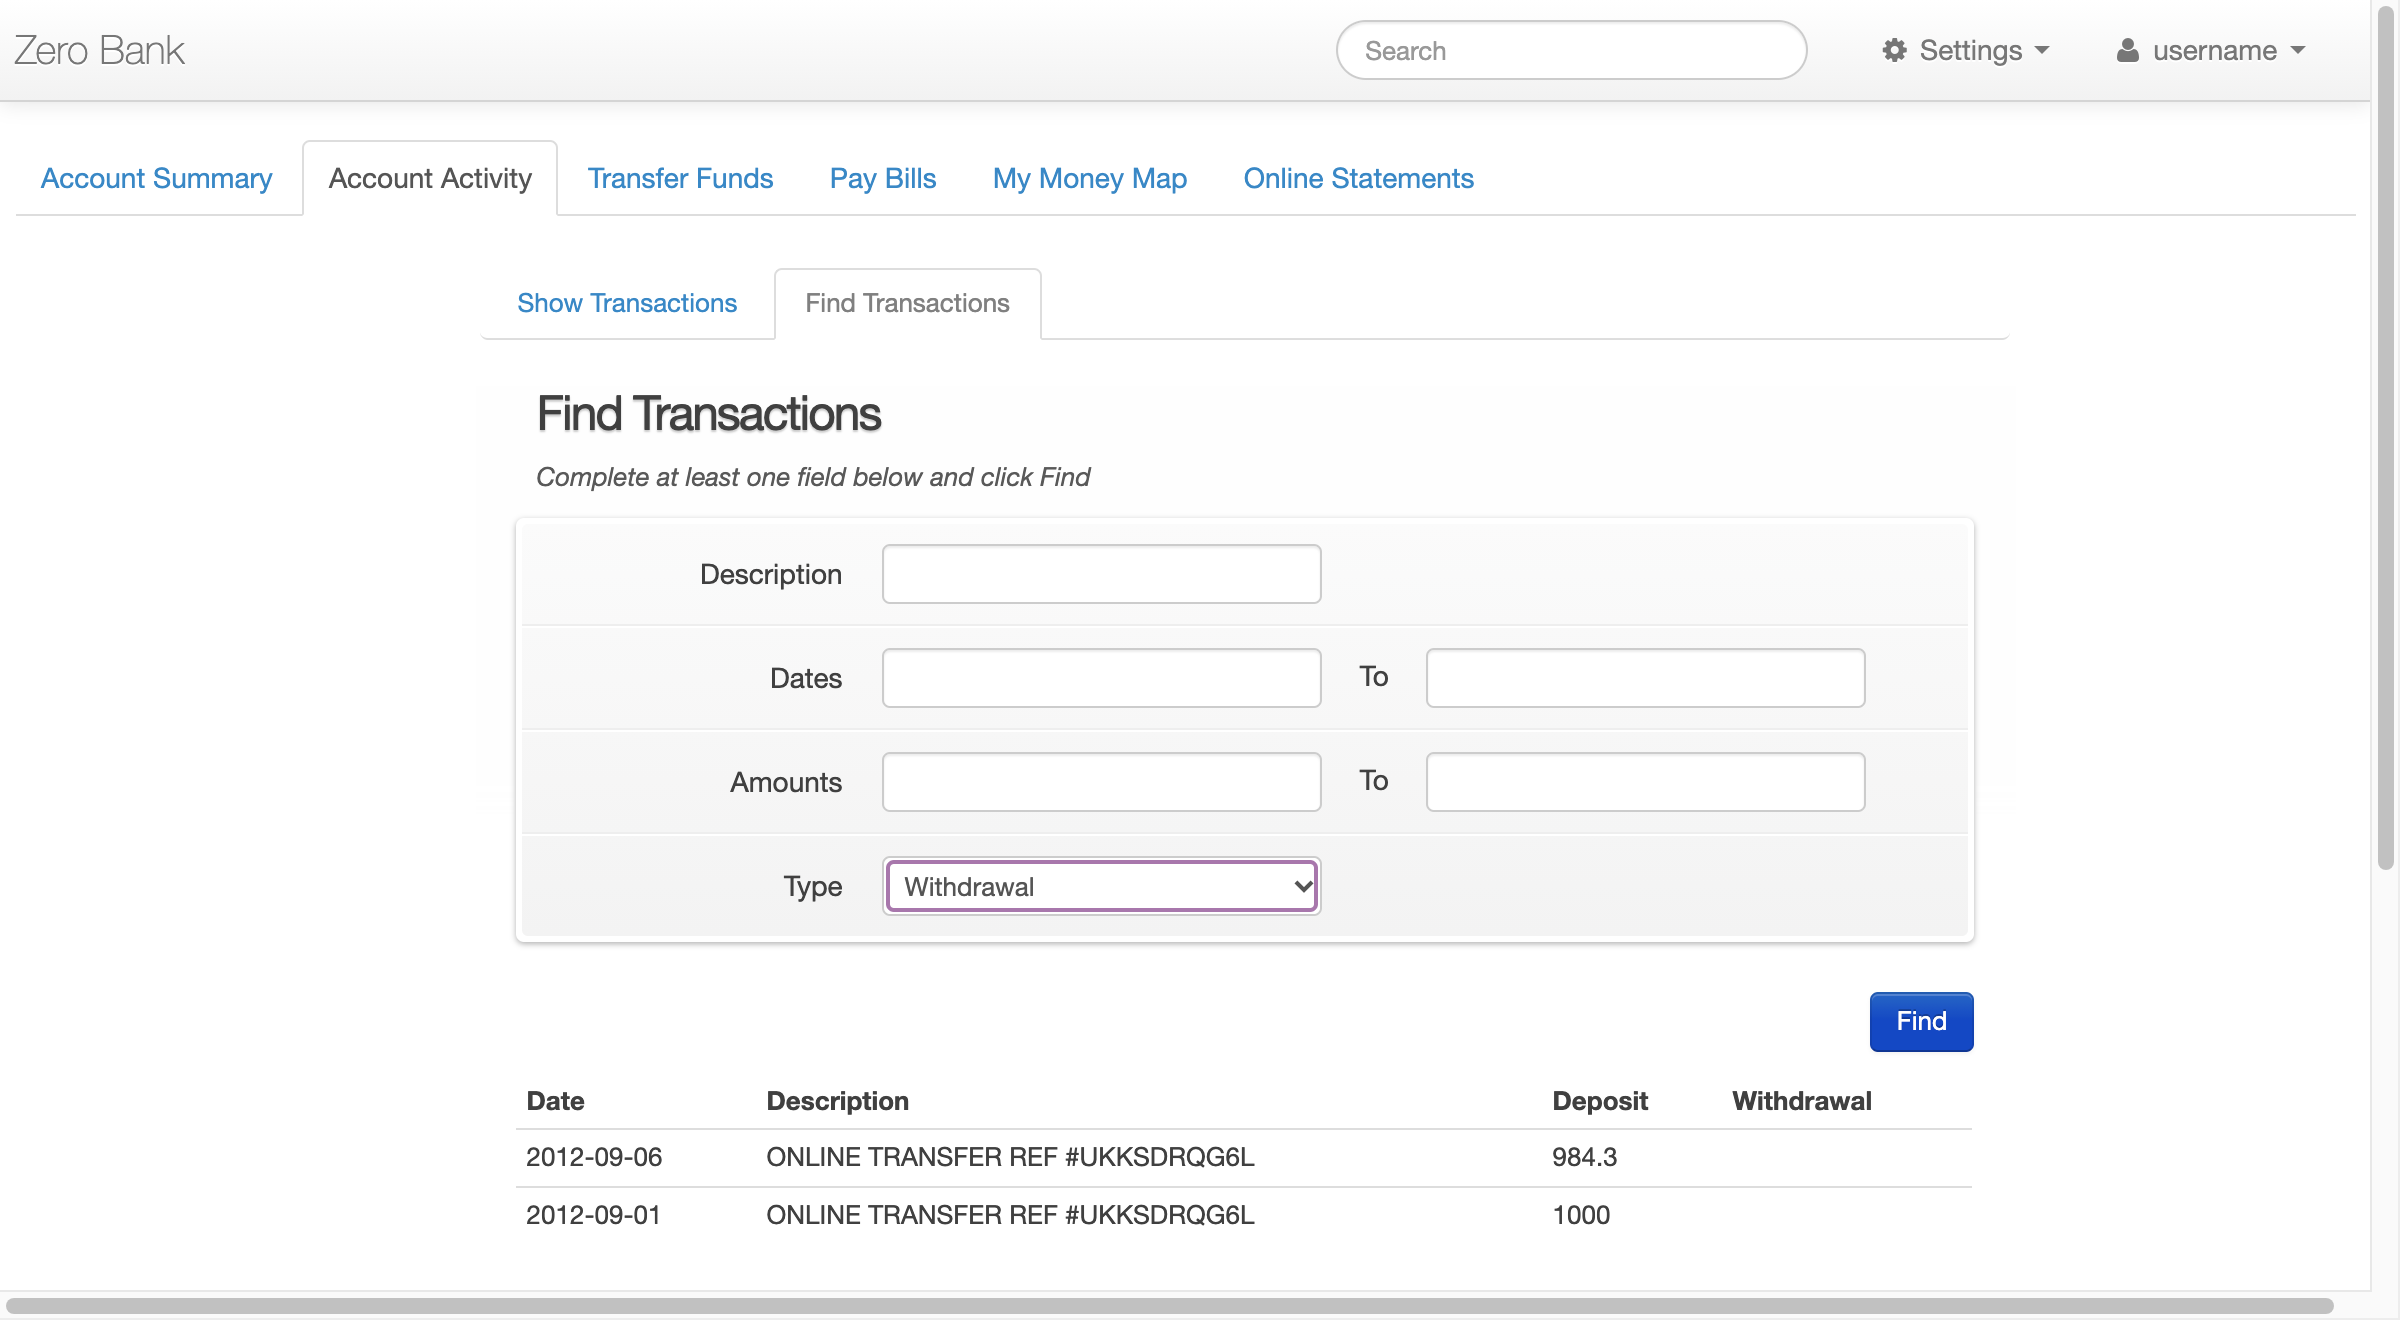 Zero Bank
Search
Settings
username
Account Summary
Account Activity
Transfer Funds
Pay Bills
My Money Map
Online Statements
Show Transactions
Find Transactions
Find Transactions
Complete at least one field below and click Find
Description
Dates To
Amounts To
Type Withdrawal
Find
Date Description Deposit Withdrawal
2012-09-06 ONLINE TRANSFER REF #UKKSDRQG6L 984.3
2012-09-01 ONLINE TRANSFER REF #UKKSDRQG6L 1000